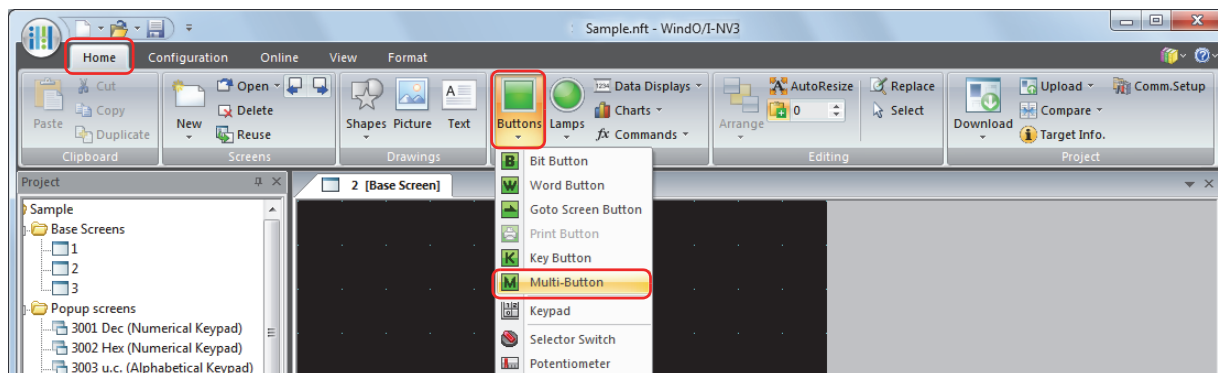 Sample.nft - WindO/I-NV3
Home Configuration Online View Format
Cut Open Data Displays AutoResize Replace Upload Comm.Setup
Copy Delete Charts 0 Select Compare
Paste Duplicate New Reuse Shapes Picture Text Buttons Lamps fx Commands Arrange Download Target Info.
Clipboard Screens Drawings Editing Project
Bit Button
Project 2 [Base Screen] Word Button
Sample Goto Screen Button
Base Screens Print Button
1 Key Button
2 Multi-Button
3 Keypad
Popup screens
3001 Dec (Numerical Keypad) Selector Switch
3002 Hex (Numerical Keypad)
3003 u.c. (Alphabetical Keypad) Potentiometer